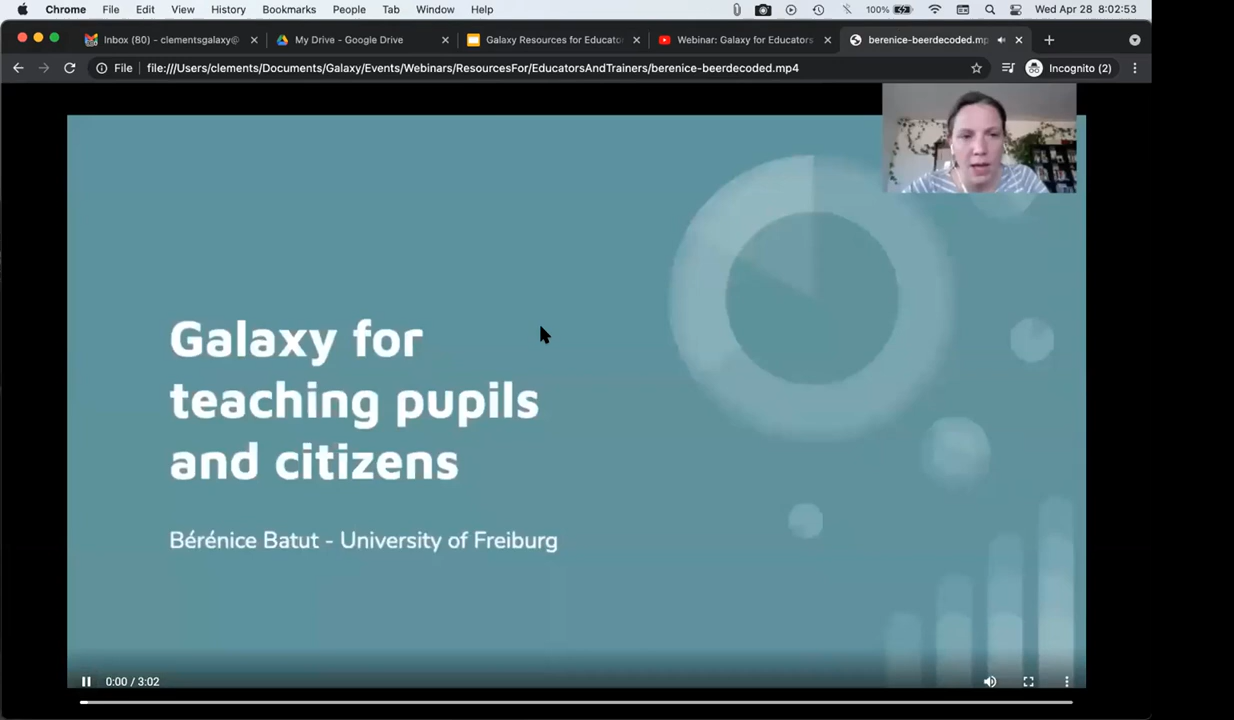 Chrome File Edit View History Bookmarks People Tab Window Help 100% Wed Apr 28 8:02:53
Inbox (80) - clementsgalaxy@ My Drive - Google Drive Galaxy Resources for Educator Webinar: Galaxy for Educators berenice-beerdecoded.mp
File file:///Users/clements/Documents/Galaxy/Events/Webinars/ResourcesFor/EducatorsAndTrainers/berenice-beerdecoded.mp4 Incognito (2)
Galaxy for
teaching pupils
and citizens
Bérénice Batut - University of Freiburg
0:00 / 3:02